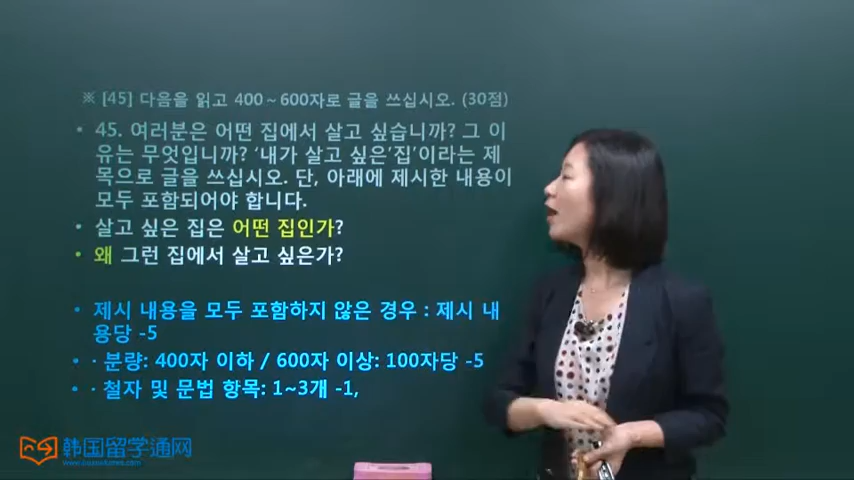 ※ [45] 다음을 읽고 400~600자로 글을 쓰십시오. (30점)
• 45. 여러분은 어떤 집에서 살고 싶습니까? 그 이
유는 무엇입니까? '내가 살고 싶은'집'이라는 제
목으로 글을 쓰십시오. 단, 아래에 제시한 내용이
모두 포함되어야 합니다.
• 살고 싶은 집은 어떤 집인가?
• 왜 그런 집에서 살고 싶은가?
• 제시 내용을 모두 포함하지 않은 경우 : 제시 내
용당 -5
• · 분량: 400자 이하 / 600자 이상: 100자당 -5
• · 철자 및 문법 항목: 1~3개 -1,
韩国留学通网